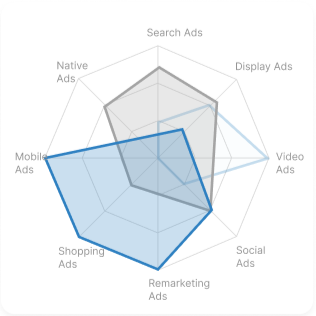 Search Ads
Native
Ads
Display Ads
Mobile
Ads
Video
Ads
Shopping
Ads
Social
Ads
Remarketing
Ads